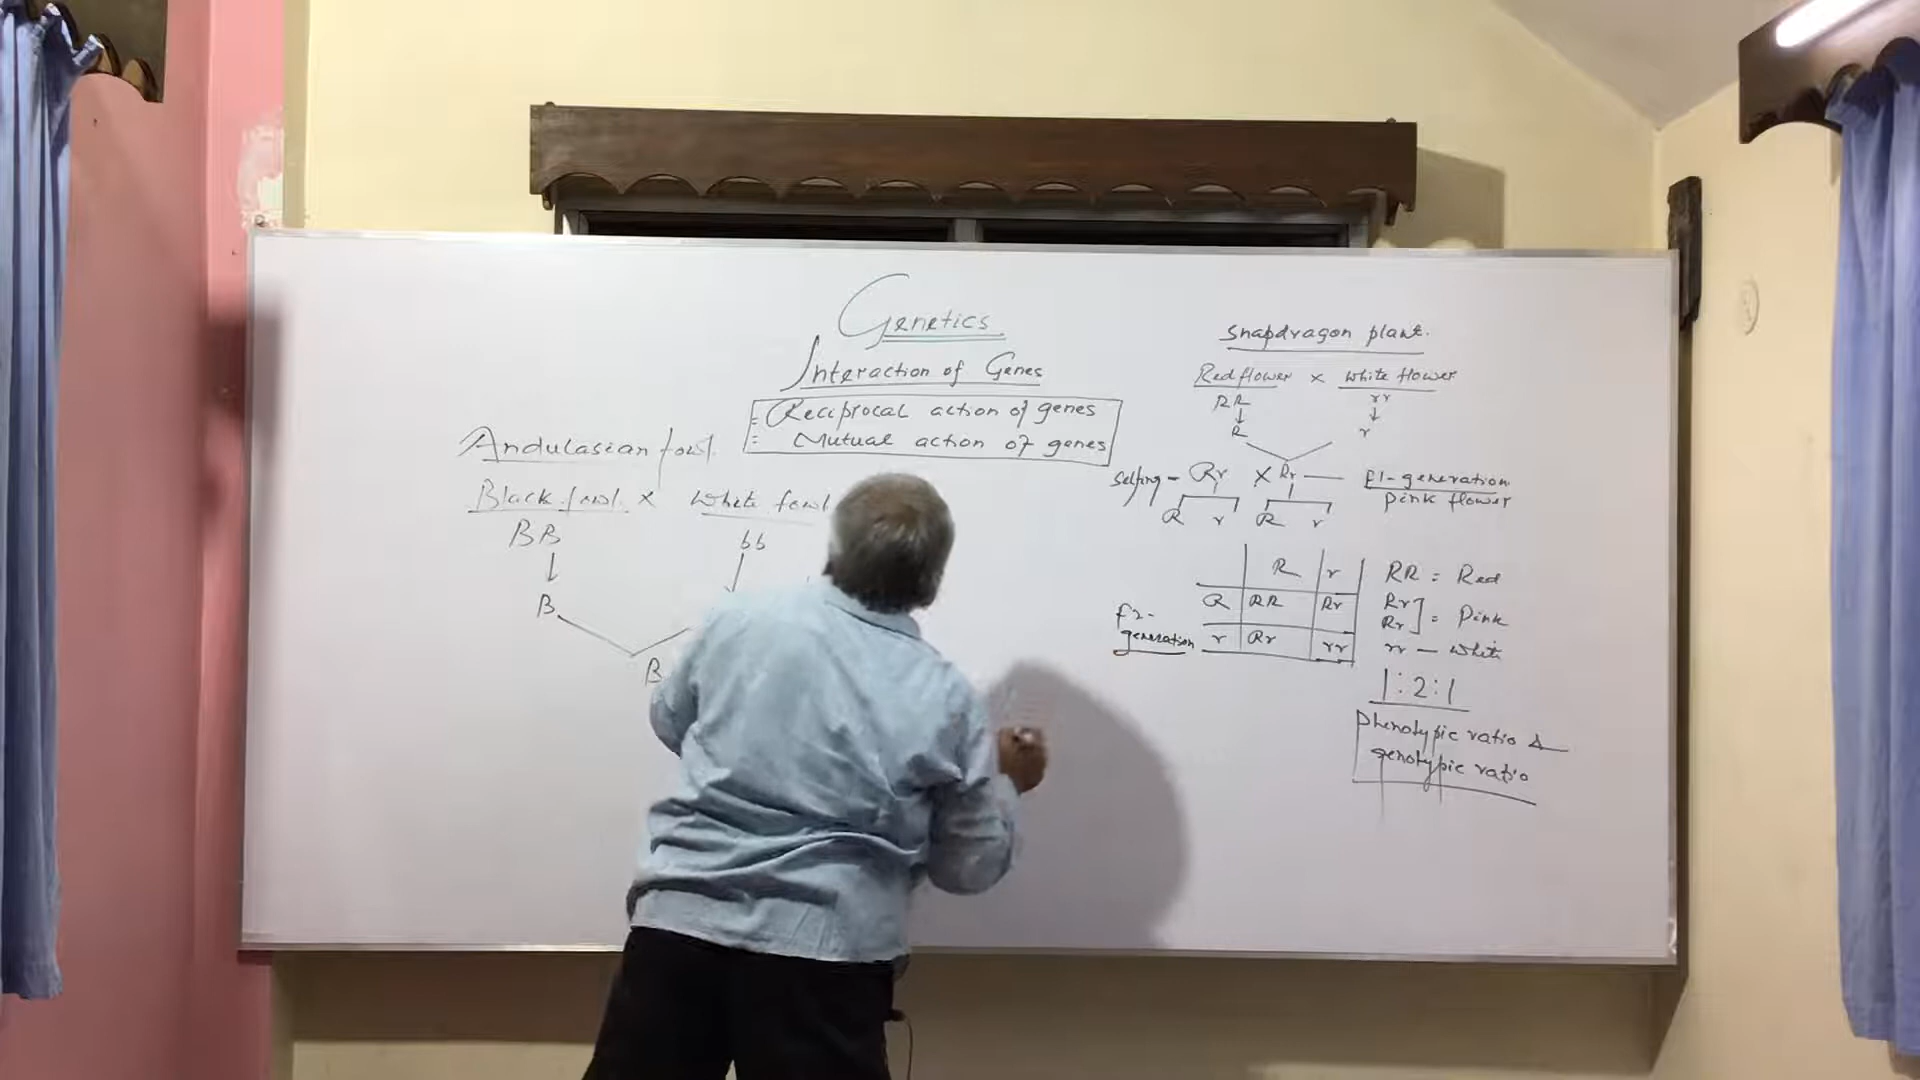 Genetics
Interaction of Genes
= Reciprocal action of genes
= Mutual action of genes
Andulasian fowl
Black fowl x White fowl
BB bb
B
B
Snapdragon plant.
Red flower x White flower
RR rr
R r
Selfing - Rr X Rr — F1-generation
pink flower
R r R r
R r
R RR Rr
r Rr rr
F2-
generation
RR = Red
Rr
Rr ] = Pink
rr — White
1:2:1
Phenotypic ratio &
genotypic ratio